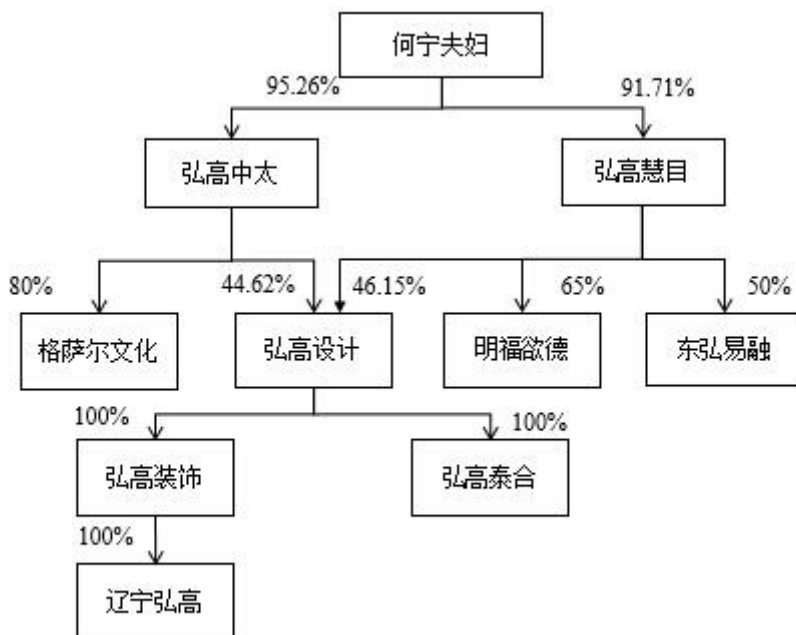 何宁夫妇
95.26%
91.71%
弘高中太
弘高慧目
80%
44.62%
46.15%
65%
50%
格萨尔文化
弘高设计
明福欲德
东弘易融
100%
100%
弘高装饰
弘高泰合
100%
辽宁弘高